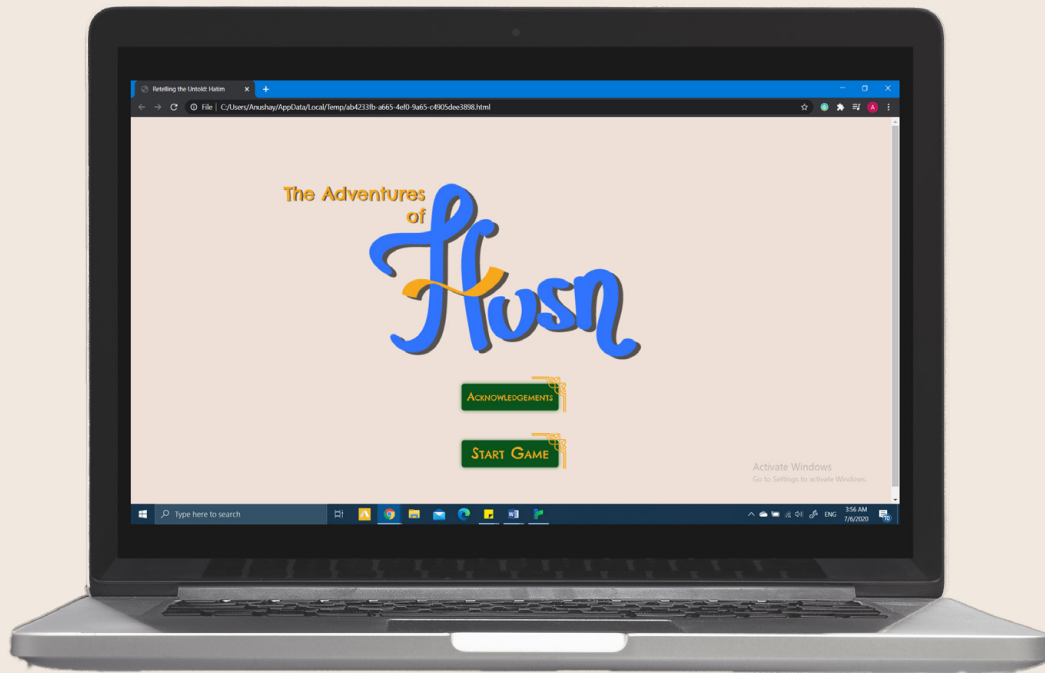 Retelling the Untold: Hatim
File | C:/Users/Anushay/AppData/Local/Temp/ab4233fb-a665-4ef0-9a65-c4905dee3898.html
A
The Adventures
of
Husn
Acknowledgements
Start Game
Activate Windows
Go to Settings to activate Windows.
Type here to search
ENG
3:56 AM
7/6/2020